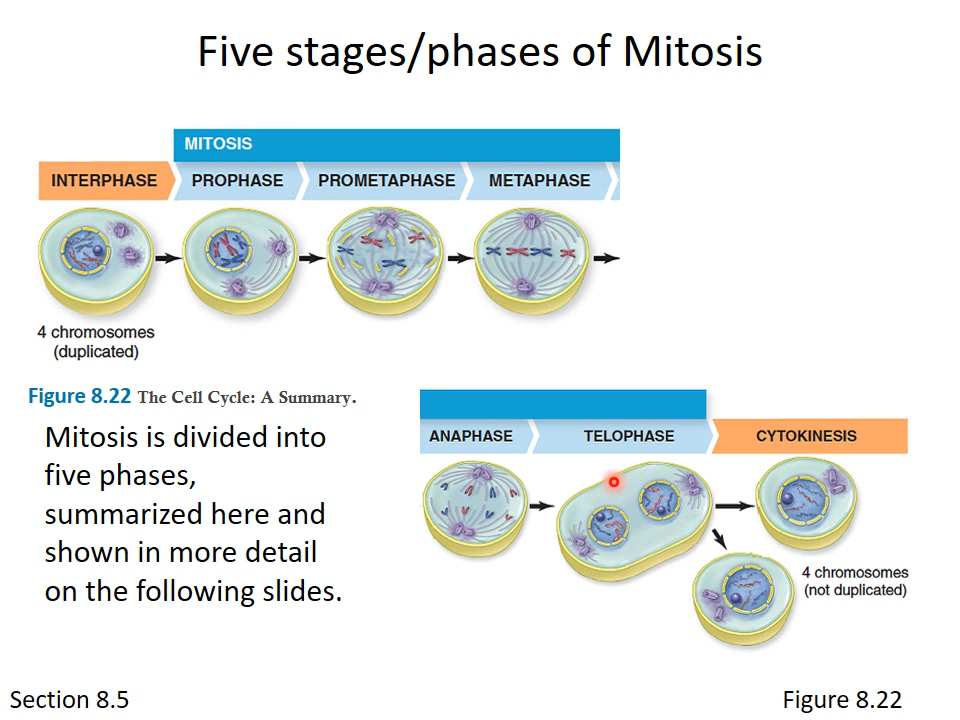 Five stages/phases of Mitosis
MITOSIS
INTERPHASE PROPHASE PROMETAPHASE METAPHASE
4 chromosomes
(duplicated)
Figure 8.22 The Cell Cycle: A Summary.
Mitosis is divided into
five phases,
summarized here and
shown in more detail
on the following slides.
ANAPHASE TELOPHASE CYTOKINESIS
4 chromosomes
(not duplicated)
Section 8.5
Figure 8.22